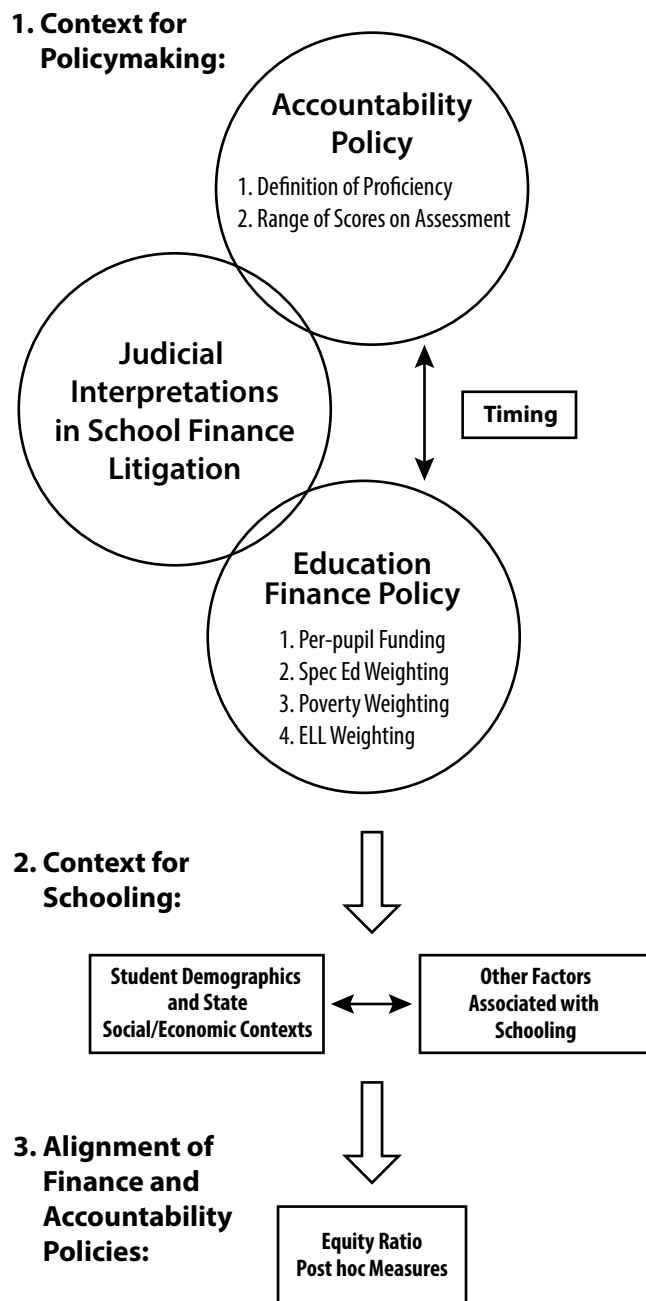 1. Context for
Policymaking:
Accountability
Policy
1. Definition of Proficiency
2. Range of Scores on Assessment
Judicial
Interpretations
in School Finance
Litigation
Timing
Education
Finance Policy
1. Per-pupil Funding
2. Spec Ed Weighting
3. Poverty Weighting
4. ELL Weighting
2. Context for
Schooling:
Student Demographics
and State
Social/Economic Contexts
Other Factors
Associated with
Schooling
3. Alignment of
Finance and
Accountability
Policies:
Equity Ratio
Post hoc Measures